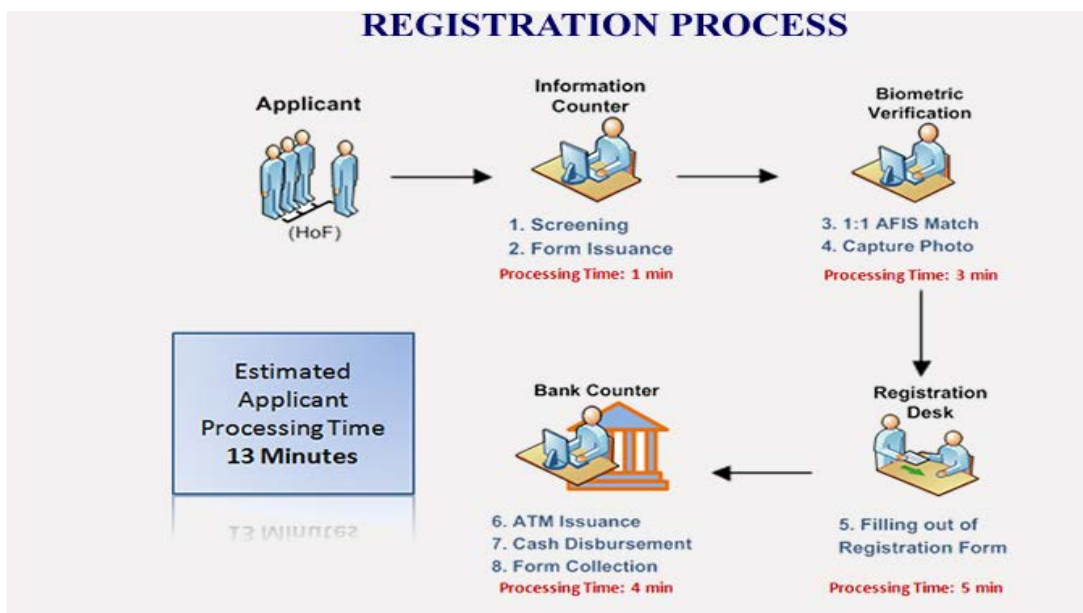 REGISTRATION PROCESS
Applicant
(HoF)
Information
Counter
1. Screening
2. Form Issuance
Processing Time: 1 min
Biometric
Verification
3. 1:1 AFIS Match
4. Capture Photo
Processing Time: 3 min
Registration
Desk
5. Filling out of
Registration Form
Processing Time: 5 min
Bank Counter
6. ATM Issuance
7. Cash Disbursement
8. Form Collection
Processing Time: 4 min
Estimated
Applicant
Processing Time
13 Minutes